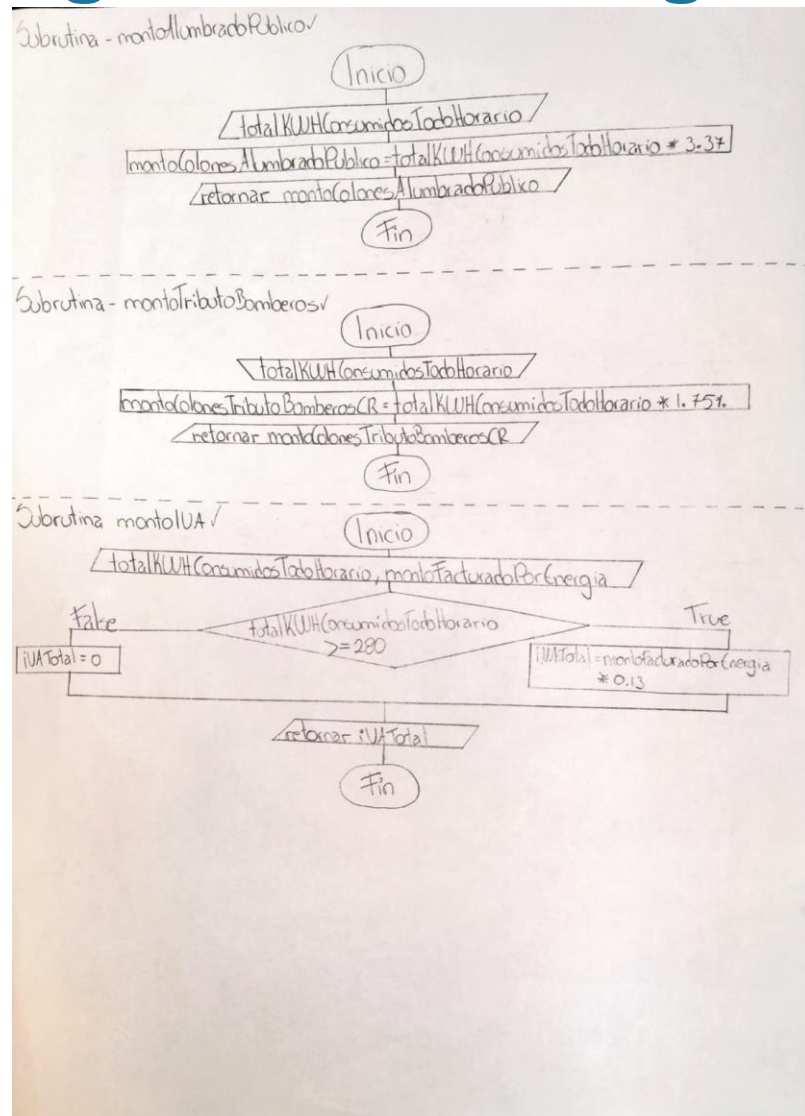 Subrutina - montoAlumbradoPublico✓
Inicio
totalKWHConsumidosTodoHorario
montoColonesAlumbradoPublico=totalKWHConsumidosTodoHorario * 3.37
retornar montoColonesAlumbradoPublico
Fin
Subrutina - montoTributoBomberos✓
Inicio
totalKWHConsumidosTodoHorario
montoColonesTributoBomberosCR = totalKWHConsumidosTodoHorario * 1.75%
retornar montoColonesTributoBomberosCR
Fin
Subrutina montoIVA✓
Inicio
totalKWHConsumidosTodoHorario, montoFacturadoPorEnergia
False
totalKWHConsumidosTodoHorario
>=280
True
iVATotal = 0
iVATotal = montoFacturadoPorEnergia
* 0.13
retornar iVATotal
Fin